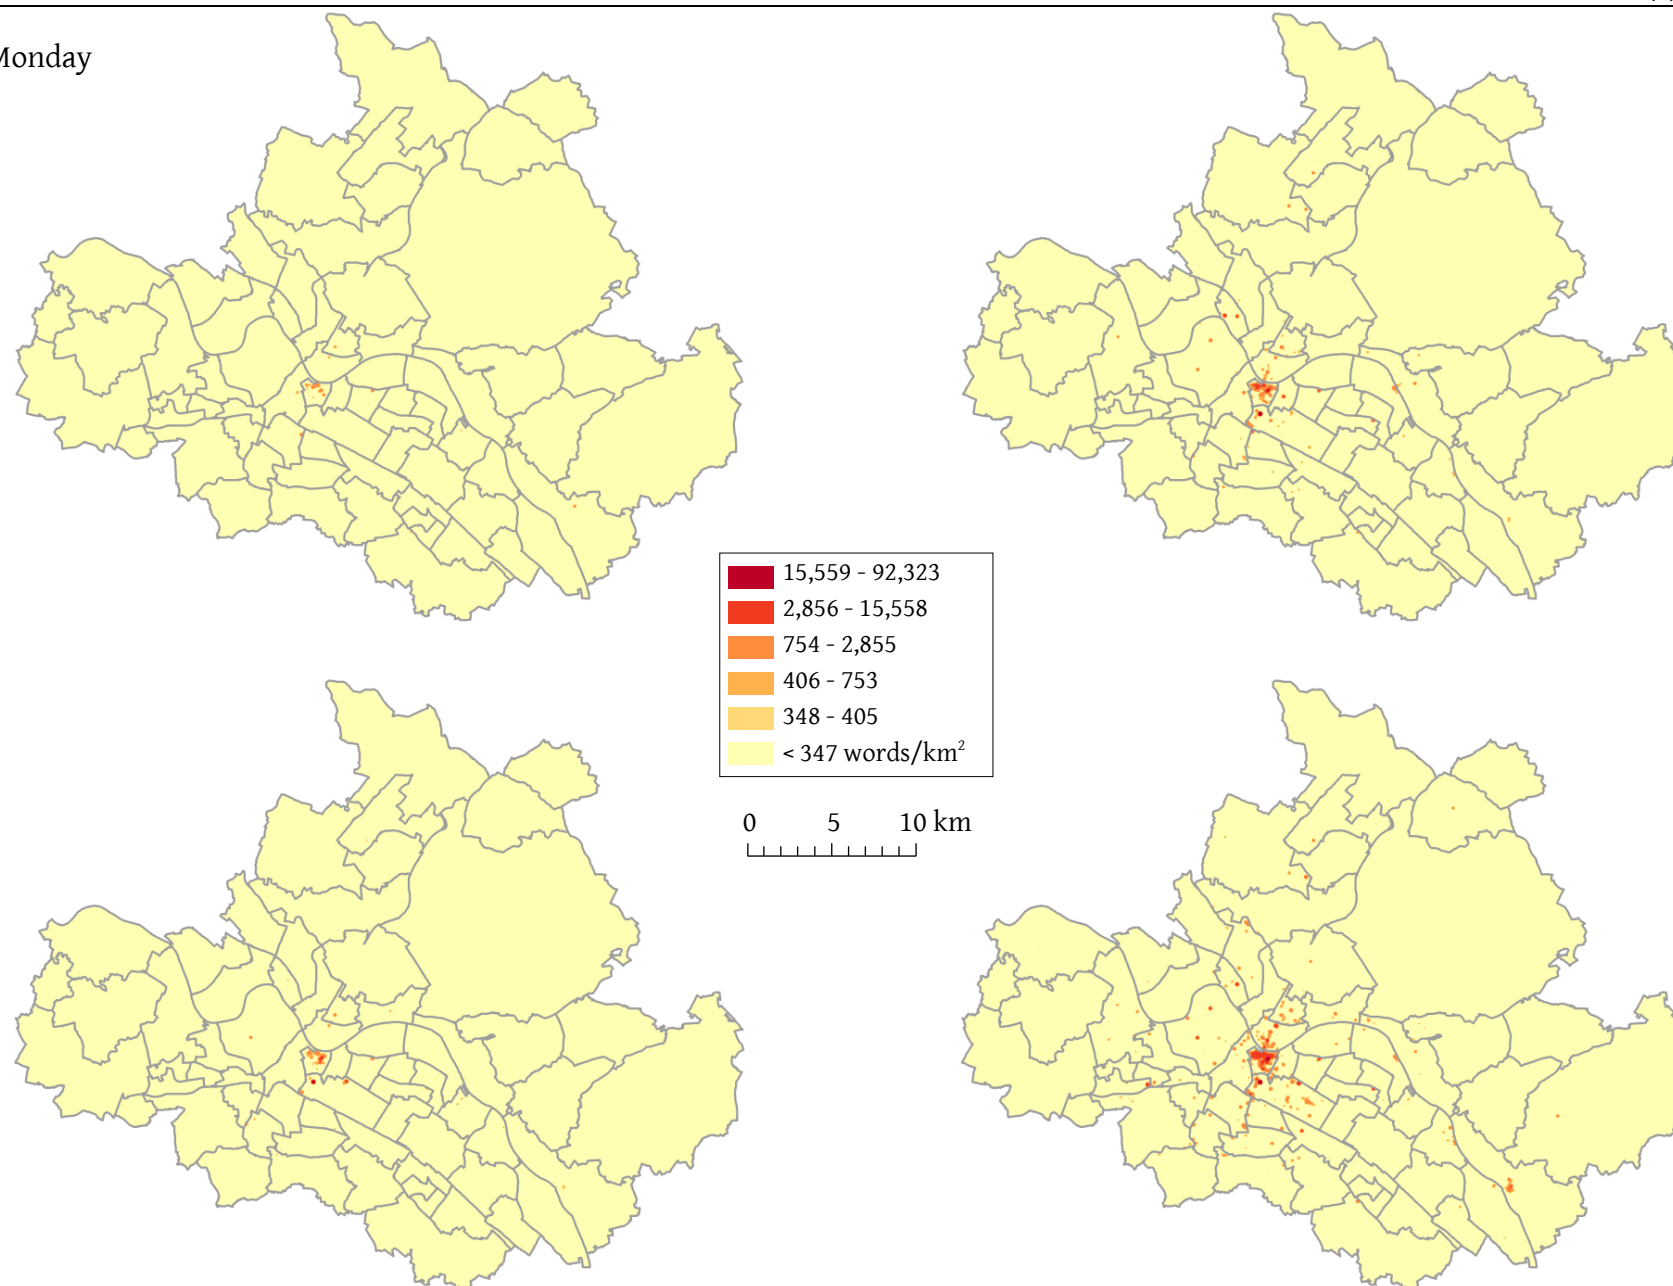 Monday
15,559 - 92,323
2,856 - 15,558
754 - 2,855
406 - 753
348 - 405
< 347 words/km²
0 5 10 km